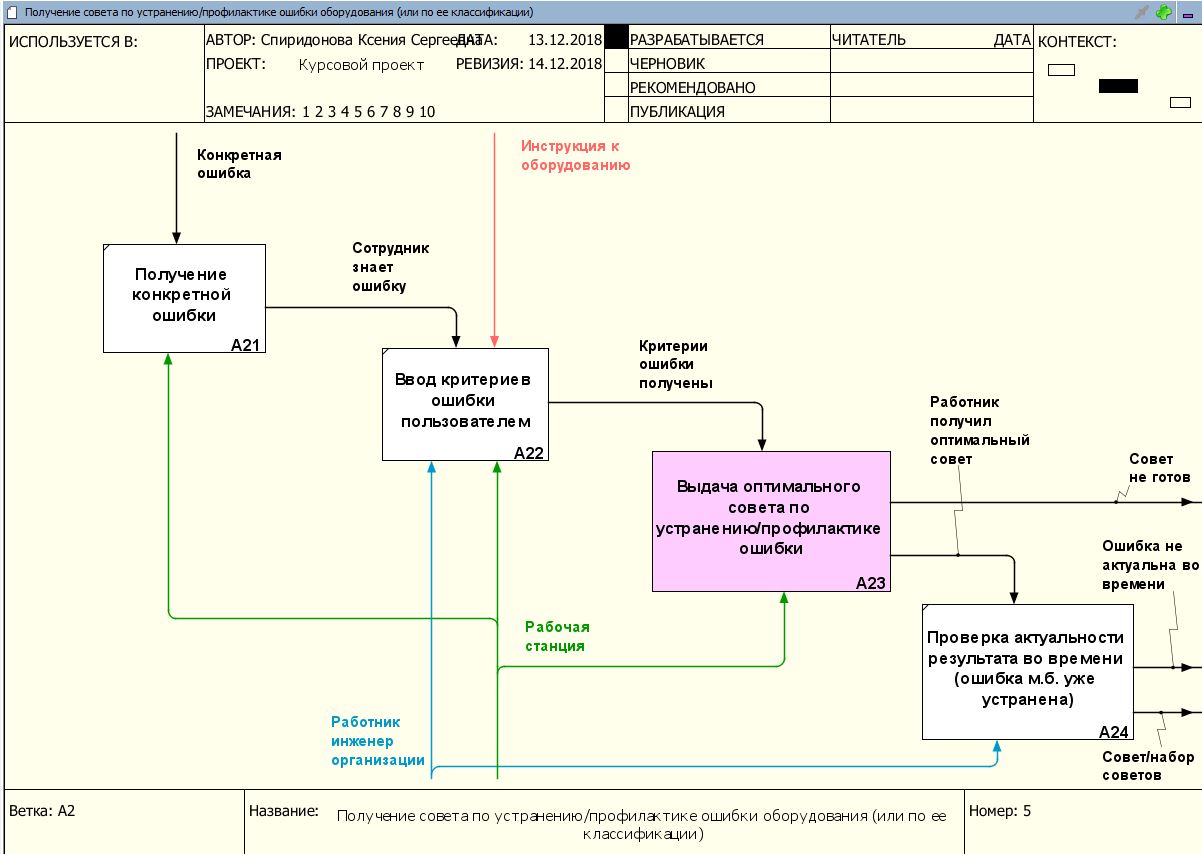 Получение совета по устранению/профилактике ошибки оборудования (или по ее классификации)
ИСПОЛЬЗУЕТСЯ В:
АВТОР: Спиридонова Ксения Сергеевна
ДАТА: 13.12.2018
ПРОЕКТ: Курсовой проект
РЕВИЗИЯ: 14.12.2018
ЗАМЕЧАНИЯ: 1 2 3 4 5 6 7 8 9 10
РАЗРАБАТЫВАЕТСЯ
ЧЕРНОВИК
РЕКОМЕНДОВАНО
ПУБЛИКАЦИЯ
ЧИТАТЕЛЬ
ДАТА
КОНТЕКСТ:
Конкретная
ошибка
Инструкция к
оборудованию
Получение
конкретной
ошибки
A21
Сотрудник
знает
ошибку
Ввод критериев
ошибки
пользователем
A22
Критерии
ошибки
получены
Выдача оптимального
совета по
устранению/профилактике
ошибки
A23
Работник
получил
оптимальный
совет
Совет
не готов
Ошибка не
актуальна во
времени
Проверка актуальности
результата во времени
(ошибка м.б. уже
устранена)
A24
Совет/набор
советов
Рабочая
станция
Работник
инженер
организации
Ветка: A2
Название:
Получение совета по устранению/профилактике ошибки оборудования (или по ее
классификации)
Номер: 5